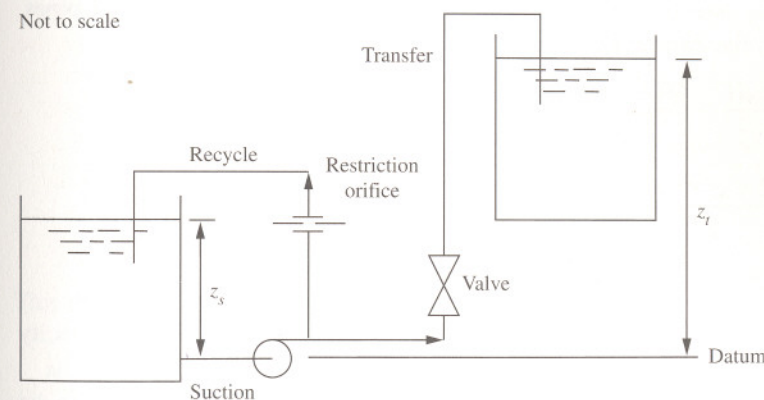 Not to scale
Transfer
Recycle
Restriction
orifice
z_t
z_s
Valve
Datum
Suction